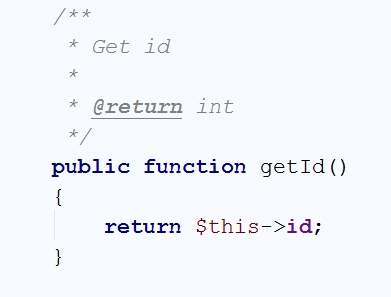 /**
 * Get id
 *
 * @return int
 */
public function getId()
{
    return $this->id;
}